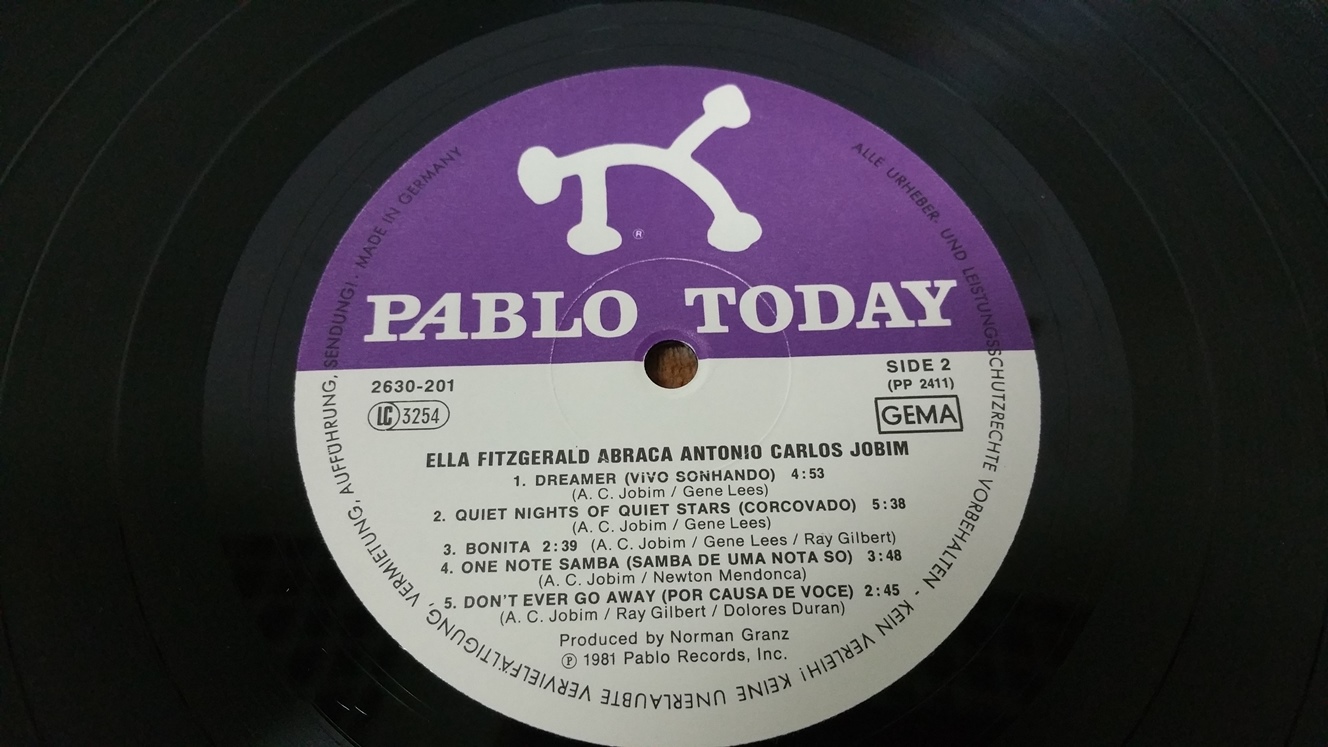 PABLO TODAY
®
2630-201
SIDE 2
(PP 2411)
LC 3254
GEMA
ELLA FITZGERALD ABRACA ANTONIO CARLOS JOBIM
1. DREAMER (VIVO SONHANDO) 4:53
(A. C. Jobim / Gene Lees)
2. QUIET NIGHTS OF QUIET STARS (CORCOVADO) 5:38
(A. C. Jobim / Gene Lees)
3. BONITA 2:39 (A. C. Jobim / Gene Lees / Ray Gilbert)
4. ONE NOTE SAMBA (SAMBA DE UMA NOTA SO) 3:48
(A. C. Jobim / Newton Mendonca)
5. DON'T EVER GO AWAY (POR CAUSA DE VOCE) 2:45
(A. C. Jobim / Ray Gilbert / Dolores Duran)
Produced by Norman Granz
℗ 1981 Pablo Records, Inc.
ALLE URHEBER- UND LEISTUNGSSCHUTZRECHTE VORBEHALTEN · KEIN VERLEIH! KEINE UNERLAUBTE VERVIELFÄLTIGUNG, VERMIETUNG, AUFFÜHRUNG, SENDUNG! · MADE IN GERMANY